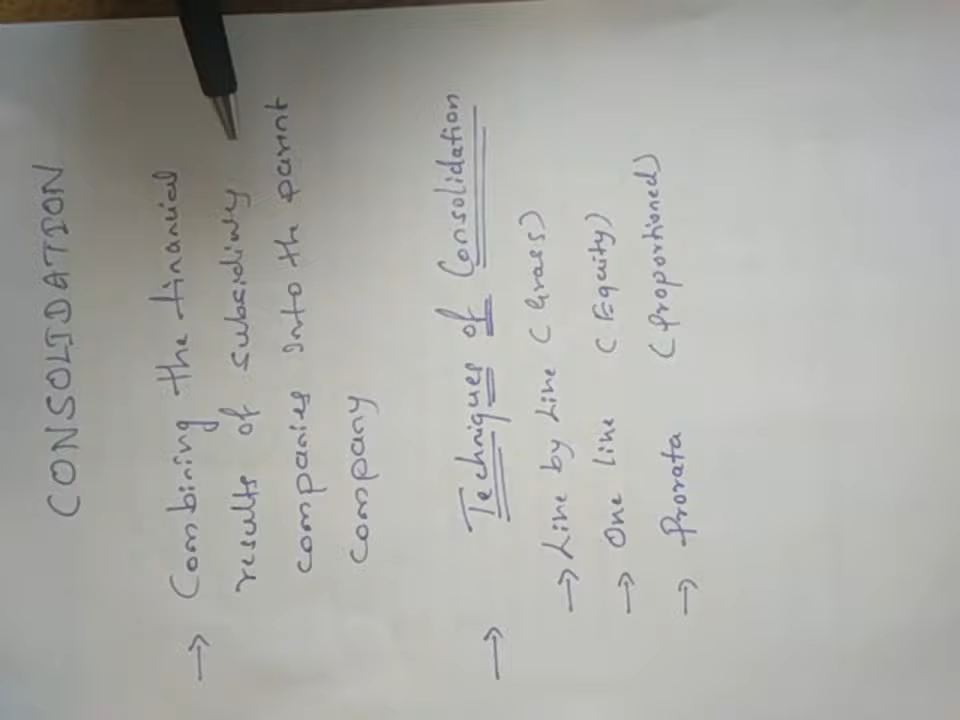 CONSOLIDATION
→ Combining the financial
results of subsidiary
companies into the parent
company
→ Techniques of Consolidation
→ Line by Line (Gross)
→ One line (Equity)
→ Prorata (Proportioned)